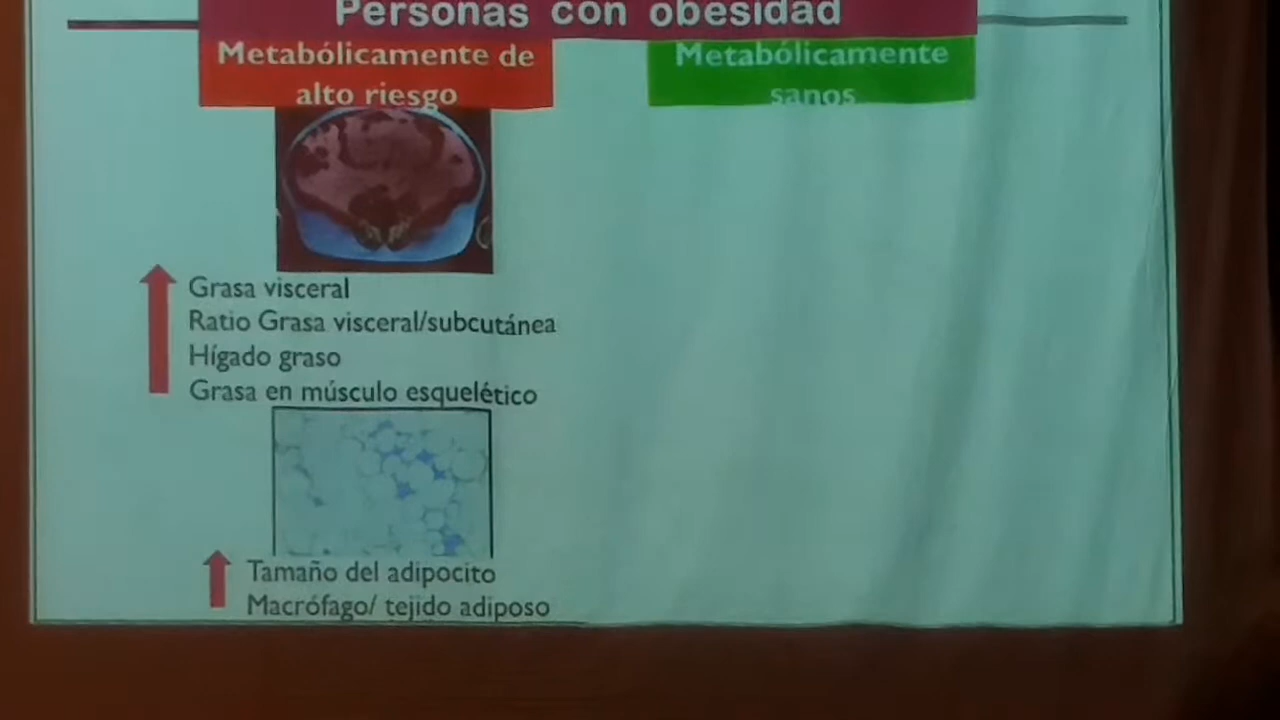 Personas con obesidad
Metabólicamente de
alto riesgo
Metabólicamente
sanos
Grasa visceral
Ratio Grasa visceral/subcutánea
Hígado graso
Grasa en músculo esquelético
Tamaño del adipocito
Macrófago/ tejido adiposo